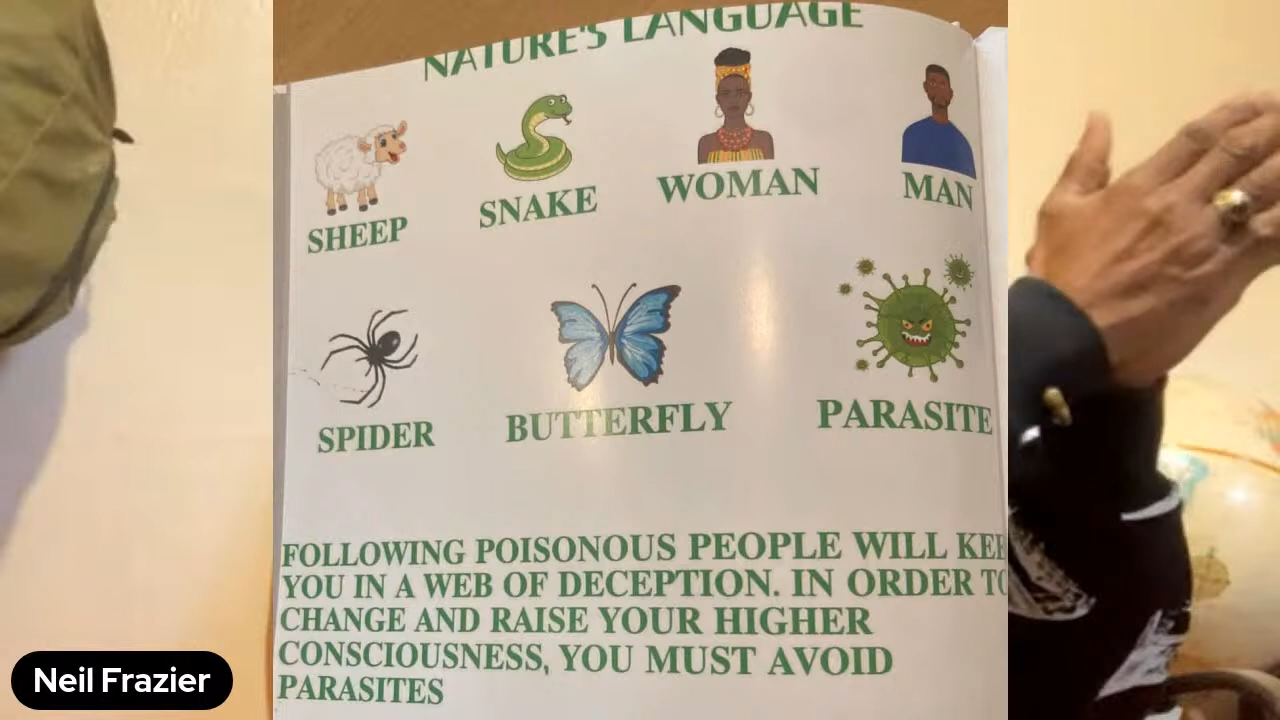 NATURE'S LANGUAGE
SHEEP
SNAKE
WOMAN
MAN
SPIDER
BUTTERFLY
PARASITE
FOLLOWING POISONOUS PEOPLE WILL
YOU IN A WEB OF DECEPTION. IN ORDER TO
CHANGE AND RAISE YOUR HIGHER
CONSCIOUSNESS, YOU MUST AVOID
PARASITES
Neil Frazier